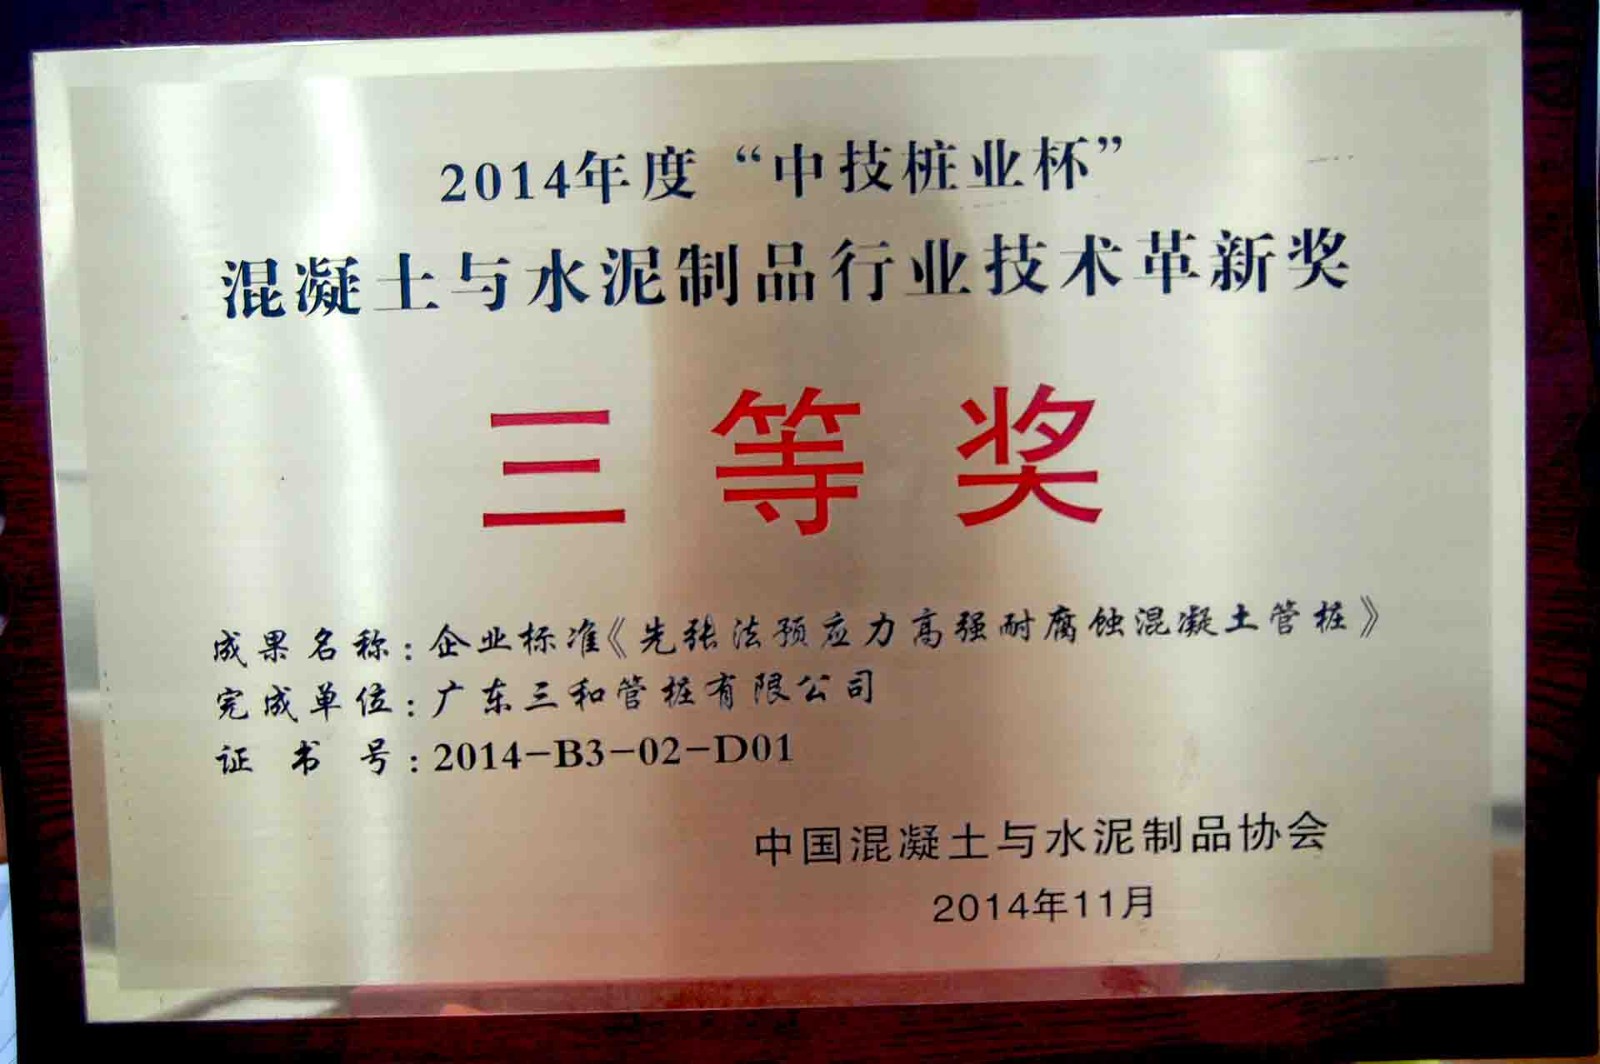 2014年度“中技桩业杯”
混凝土与水泥制品行业技术革新奖
三等奖
成果名称：企业标准《先张法预应力高强耐腐蚀混凝土管桩》
完成单位：广东三和管桩有限公司
证书号：2014-B3-02-D01
中国混凝土与水泥制品协会
2014年11月